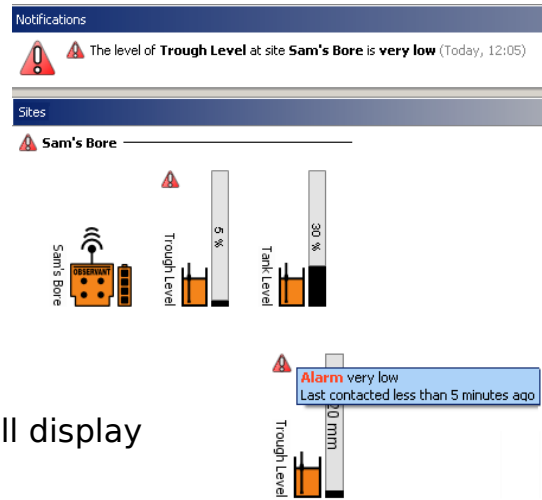 Notifications
The level of Trough Level at site Sam's Bore is very low (Today, 12:05)
Sites
Sam's Bore
Sam's Bore
OBSERVANT
Trough Level
5 %
Tank Level
30 %
Alarm very low
Last contacted less than 5 minutes ago
20 mm
Trough Level
ll display